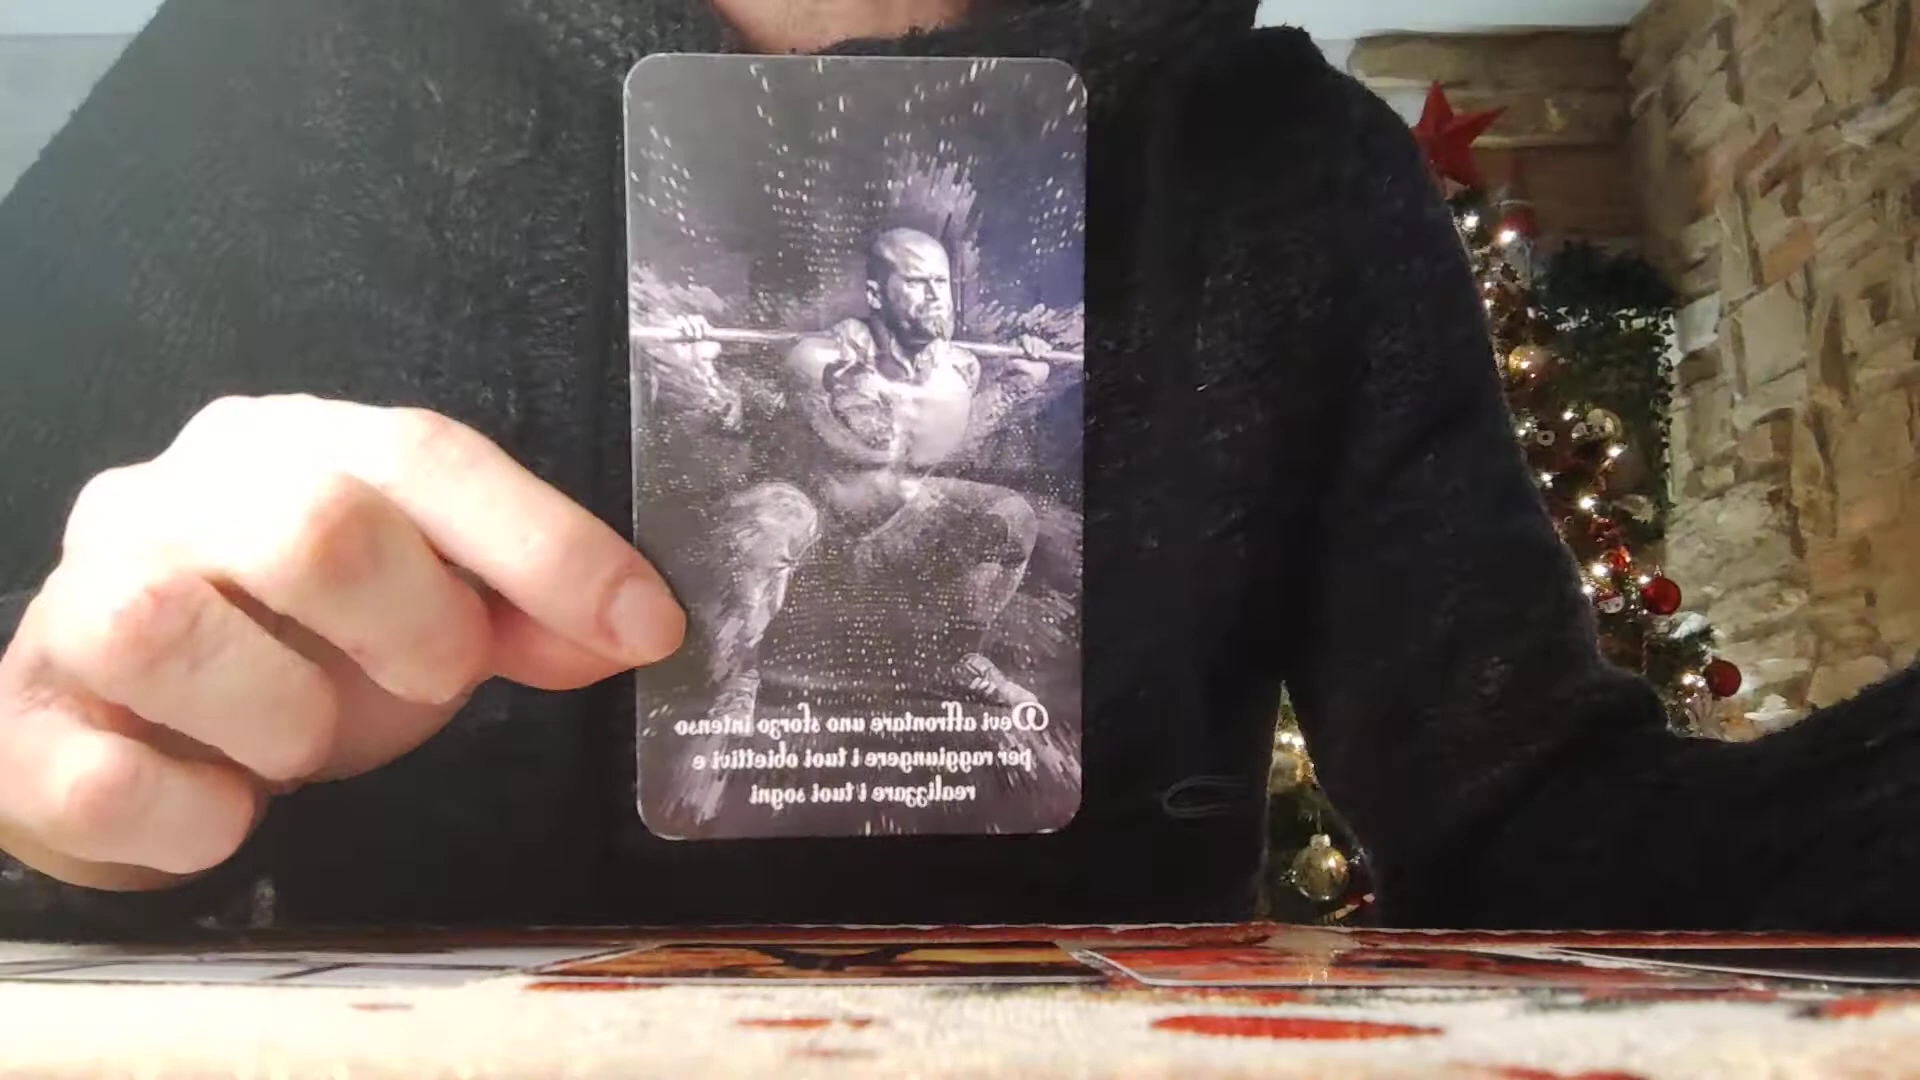 Devi affrontare uno sforzo intenso
per raggiungere i tuoi obiettivi e
realizzare i tuoi sogni